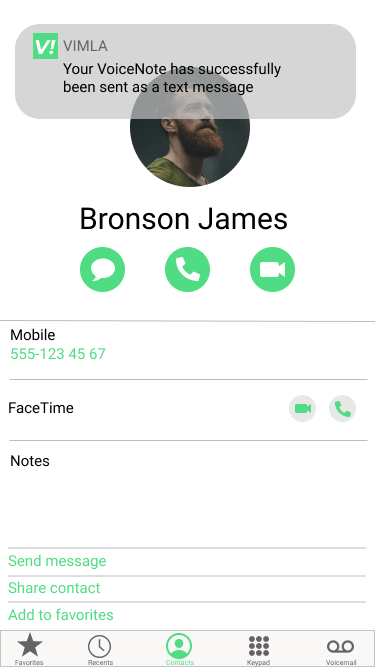 V! VIMLA
Your VoiceNote has successfully
been sent as a text message
Bronson James
Mobile
555-123 45 67
FaceTime
Notes
Send message
Share contact
Add to favorites
Favorites Recents Contacts Keypad Voicemail